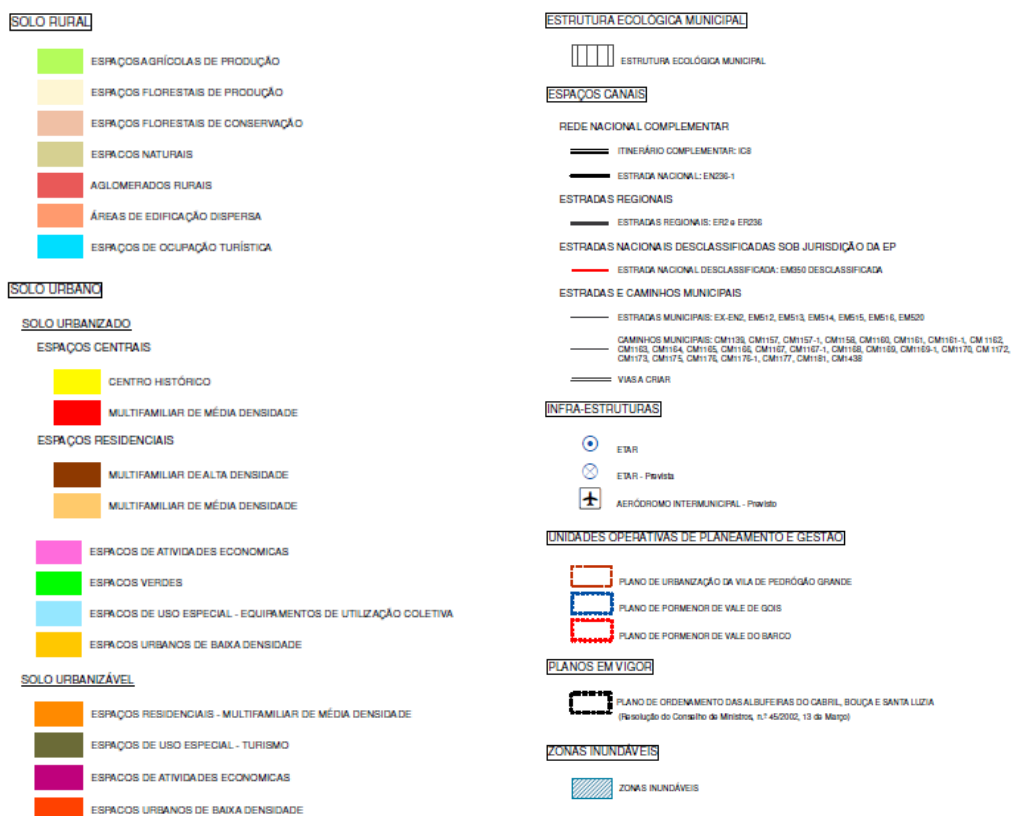 SOLO RURAL
ESPAÇOS AGRÍCOLAS DE PRODUÇÃO
ESPAÇOS FLORESTAIS DE PRODUÇÃO
ESPAÇOS FLORESTAIS DE CONSERVAÇÃO
ESPACOS NATURAIS
AGLOMERADOS RURAIS
ÁREAS DE EDIFICAÇÃO DISPERSA
ESPAÇOS DE OCUPAÇÃO TURÍSTICA
SOLO URBANO
SOLO URBANIZADO
ESPAÇOS CENTRAIS
CENTRO HISTÓRICO
MULTIFAMILIAR DE MÉDIA DENSIDADE
ESPAÇOS RESIDENCIAIS
MULTIFAMILIAR DE ALTA DENSIDADE
MULTIFAMILIAR DE MÉDIA DENSIDADE
ESPACOS DE ATIVIDADES ECONOMICAS
ESPACOS VERDES
ESPACOS DE USO ESPECIAL - EQUIPAMENTOS DE UTILIZAÇÃO COLETIVA
ESPACOS URBANOS DE BAIXA DENSIDADE
SOLO URBANIZÁVEL
ESPAÇOS RESIDENCIAIS - MULTIFAMILIAR DE MÉDIA DENSIDADE
ESPAÇOS DE USO ESPECIAL - TURISMO
ESPACOS DE ATIVIDADES ECONOMICAS
ESPACOS URBANOS DE BAIXA DENSIDADE
ESTRUTURA ECOLÓGICA MUNICIPAL
ESTRUTURA ECOLÓGICA MUNICIPAL
ESPAÇOS CANAIS
REDE NACIONAL COMPLEMENTAR
ITINERÁRIO COMPLEMENTAR: IC8
ESTRADA NACIONAL: EN236-1
ESTRADAS REGIONAIS
ESTRADAS REGIONAIS: ER2 e ER236
ESTRADAS NACIONAIS DESCLASSIFICADAS SOB JURISDIÇÃO DA EP
ESTRADA NACIONAL DESCLASSIFICADA: EM350 DESCLASSIFICADA
ESTRADAS E CAMINHOS MUNICIPAIS
ESTRADAS MUNICIPAIS: EX-EN2, EM512, EM513, EM514, EM515, EM516, EM520
CAMINHOS MUNICIPAIS: CM1139, CM1157, CM1157-1, CM1158, CM1160, CM1161, CM1161-1, CM 1162,
CM1163, CM1164, CM1165, CM1166, CM1167, CM1167-1, CM1168, CM1169, CM1169-1, CM1170, CM 1172,
CM1173, CM1175, CM1176, CM1176-1, CM1177, CM1181, CM1438
VIAS A CRIAR
INFRA-ESTRUTURAS
ETAR
ETAR - Prevista
AERÓDROMO INTERMUNICIPAL - Previsto
UNIDADES OPERATIVAS DE PLANEAMENTO E GESTÃO
PLANO DE URBANIZAÇÃO DA VILA DE PEDRÓGÃO GRANDE
PLANO DE PORMENOR DE VALE DE GOIS
PLANO DE PORMENOR DE VALE DO BARCO
PLANOS EM VIGOR
PLANO DE ORDENAMENTO DAS ALBUFEIRAS DO CABRIL, BOUÇA E SANTA LUZIA
(Resolução do Conselho de Ministros, n.º 45/2002, 13 de Março)
ZONAS INUNDÁVEIS
ZONAS INUNDÁVEIS